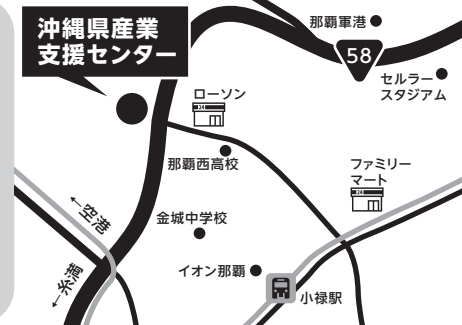 沖縄県産業
支援センター
那覇軍港
58
セルラー
スタジアム
ローソン
那覇西高校
ファミリー
マート
金城中学校
←空港
イオン那覇
小禄駅
←糸満